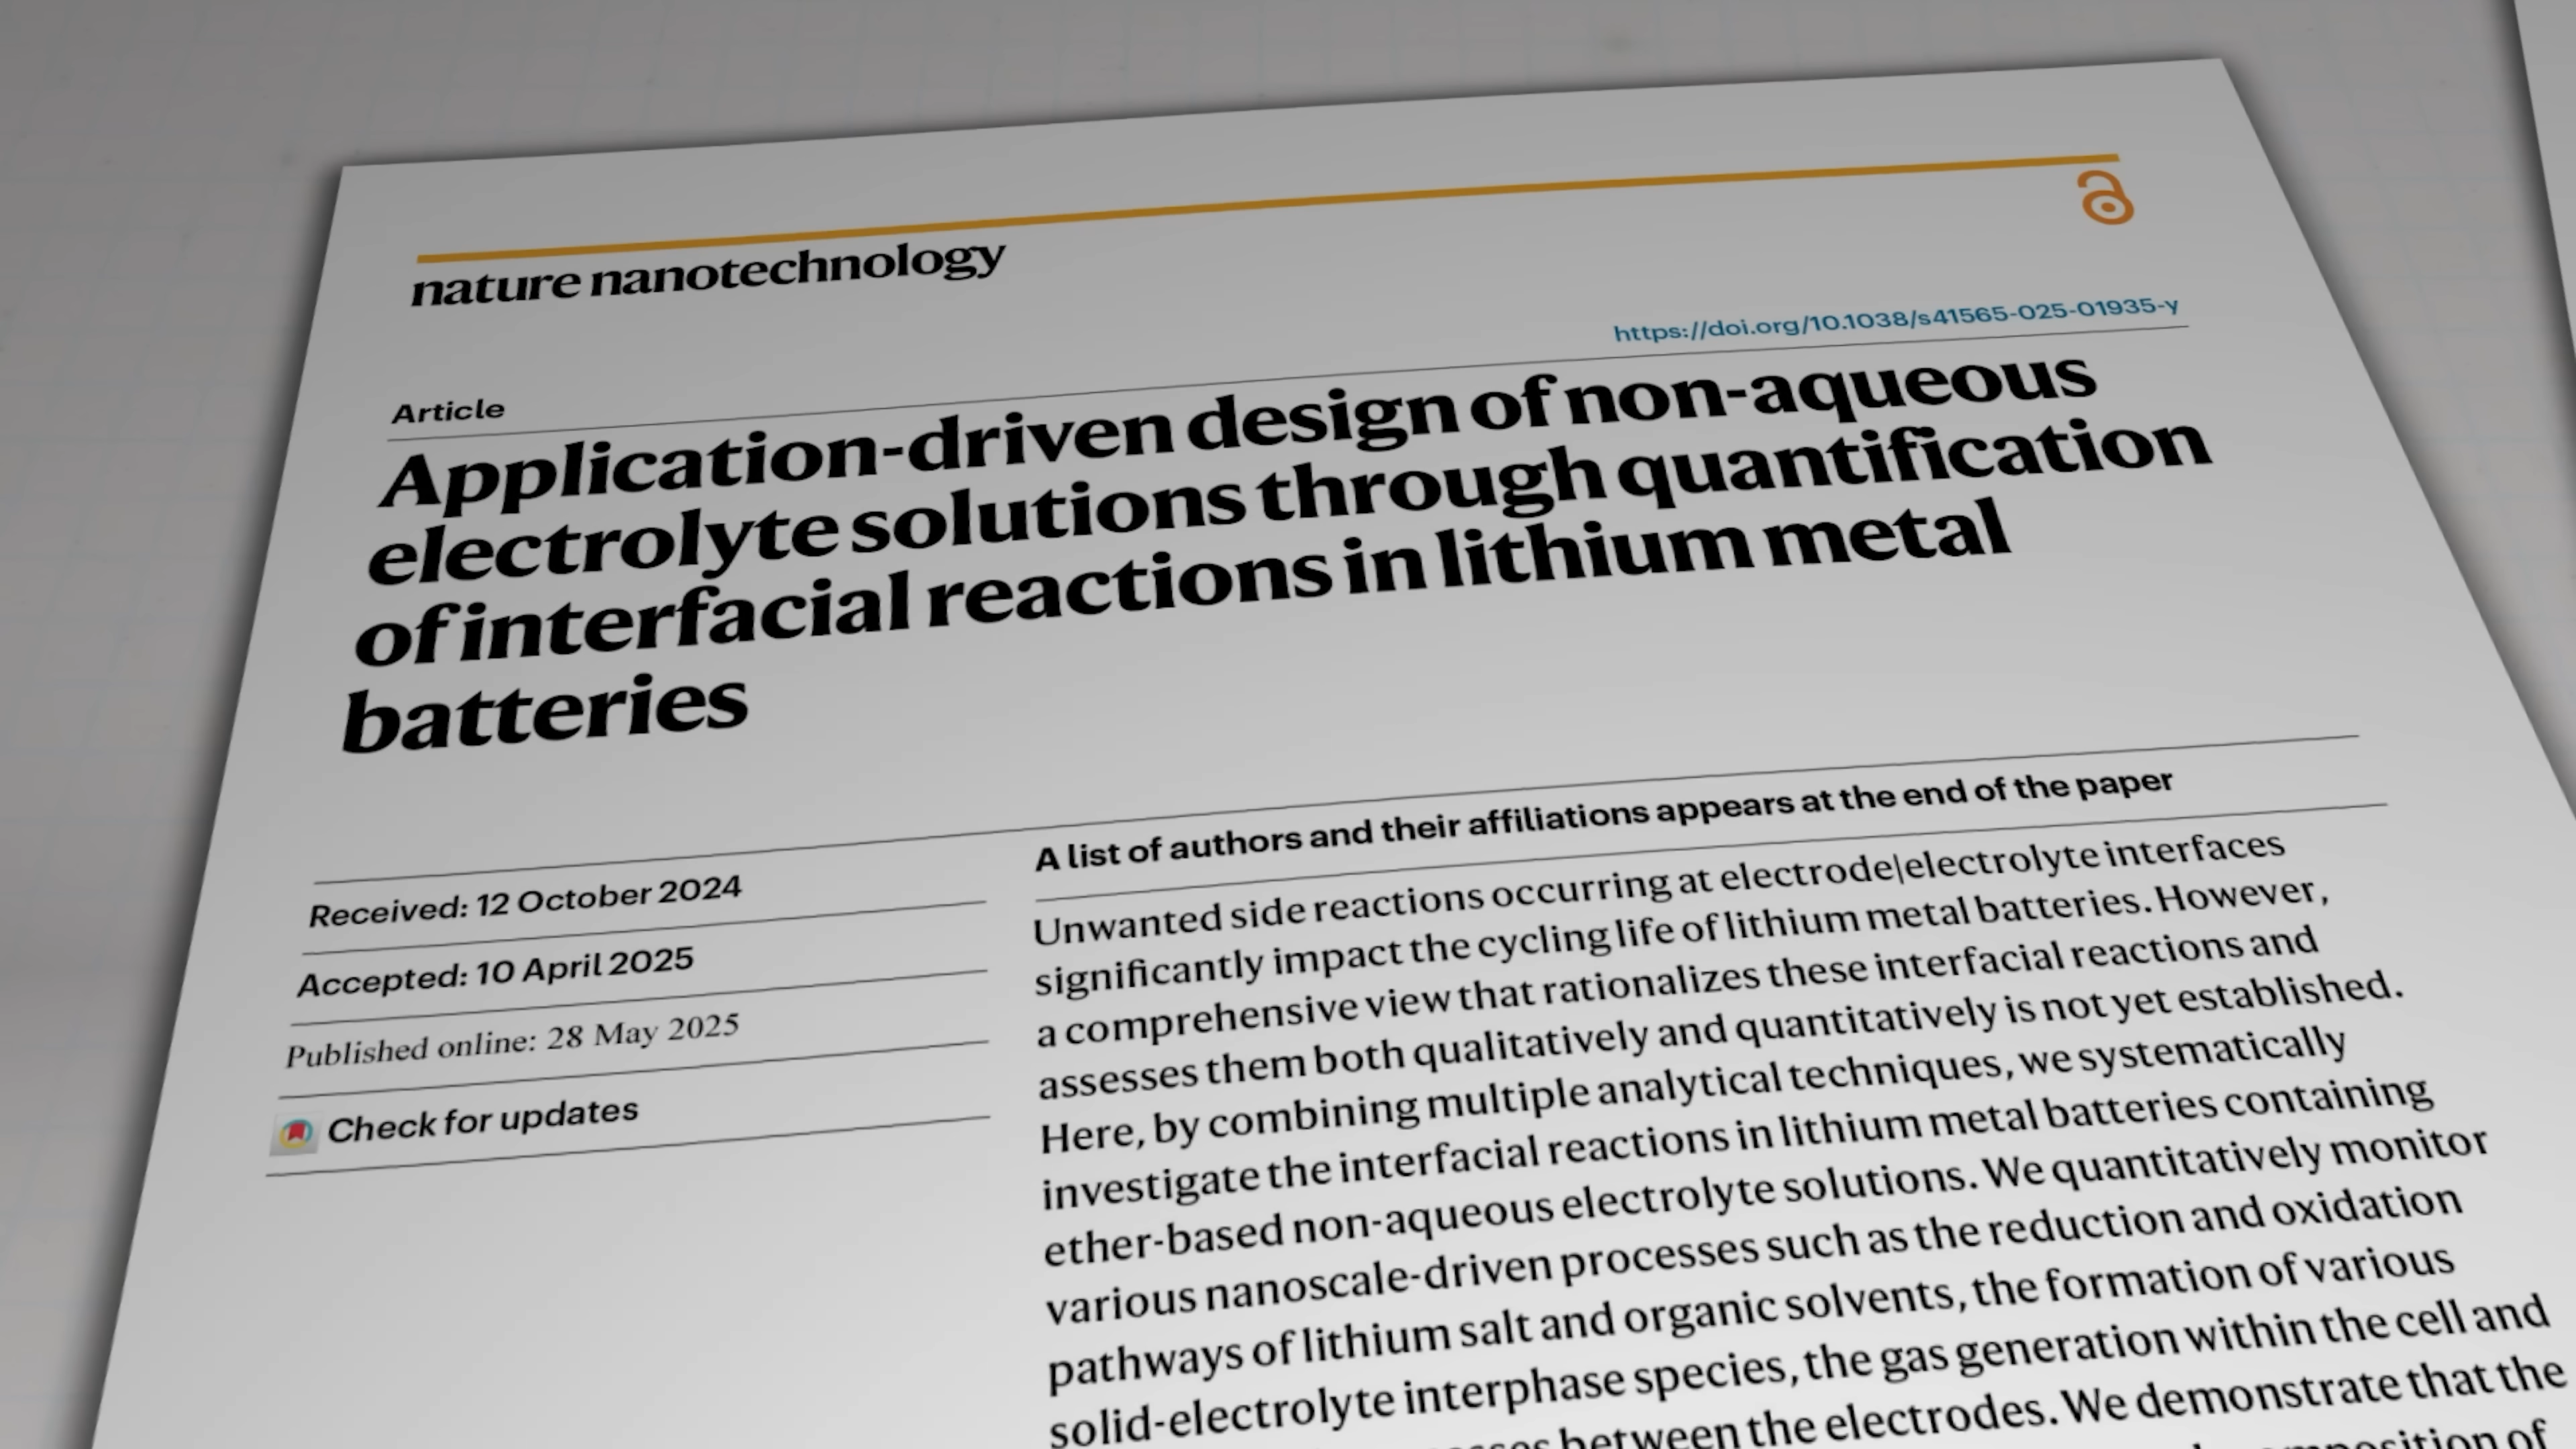 nature nanotechnology
https://doi.org/10.1038/s41565-025-01935-y
Article
Application-driven design of non-aqueous
electrolyte solutions through quantification
of interfacial reactions in lithium metal
batteries
Received: 12 October 2024
Accepted: 10 April 2025
Published online: 28 May 2025
Check for updates
A list of authors and their affiliations appears at the end of the paper
Unwanted side reactions occurring at electrode|electrolyte interfaces
significantly impact the cycling life of lithium metal batteries. However,
a comprehensive view that rationalizes these interfacial reactions and
assesses them both qualitatively and quantitatively is not yet established.
Here, by combining multiple analytical techniques, we systematically
investigate the interfacial reactions in lithium metal batteries containing
ether-based non-aqueous electrolyte solutions. We quantitatively monitor
various nanoscale-driven processes such as the reduction and oxidation
pathways of lithium salt and organic solvents, the formation of various
solid-electrolyte interphase species, the gas generation within the cell and
between the electrodes. We demonstrate that the
of